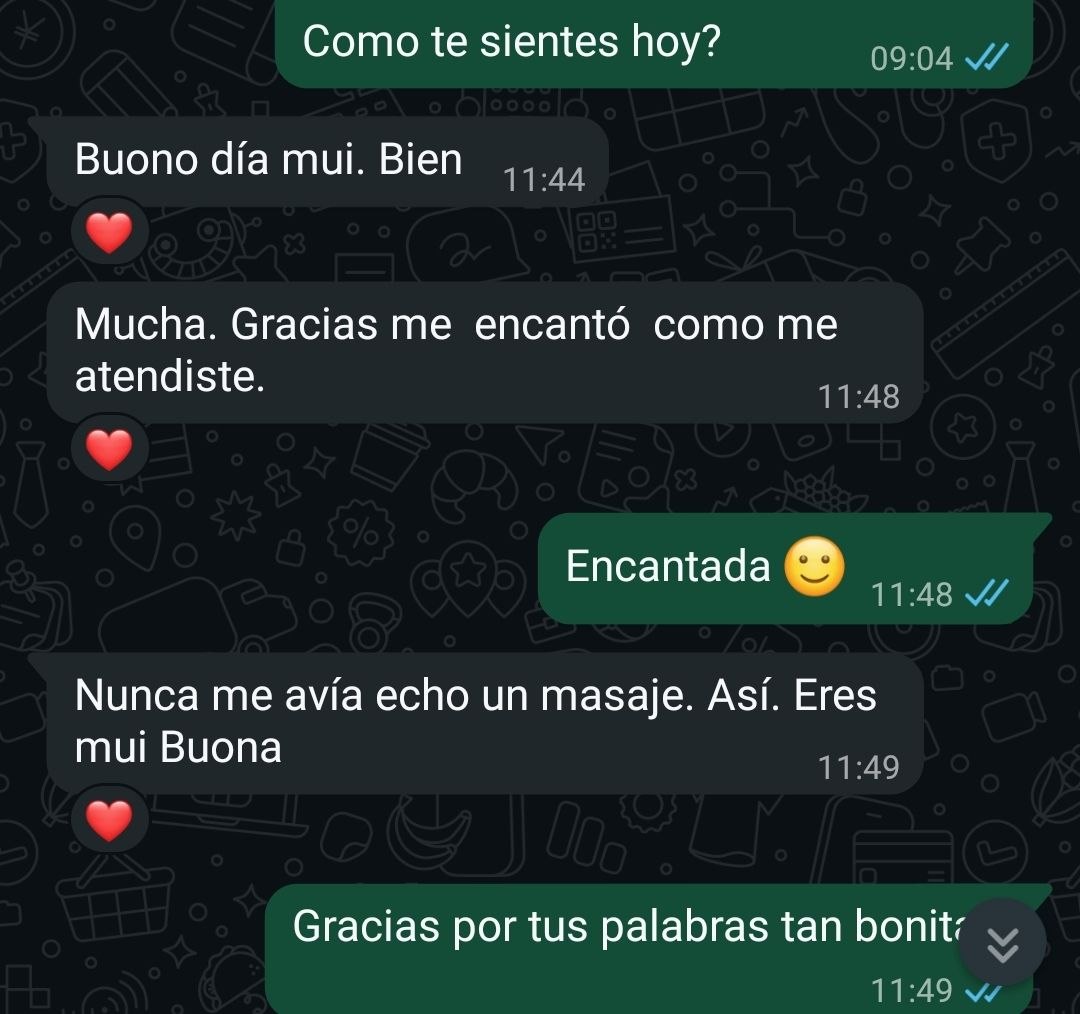 Como te sientes hoy?
09:04
Buono día mui. Bien
11:44
Mucha. Gracias me encantó como me
atendiste.
11:48
Encantada
11:48
Nunca me avía echo un masaje. Así. Eres
mui Buona
11:49
Gracias por tus palabras tan
11:49